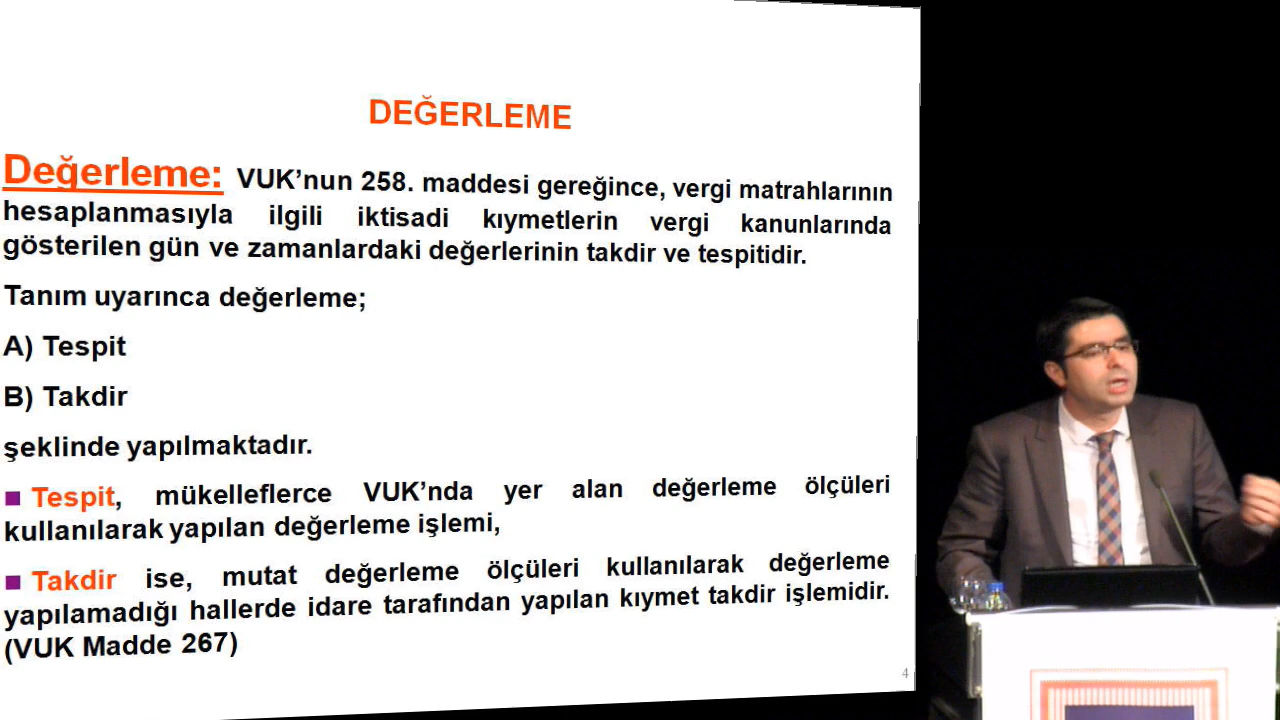 DEĞERLEME
Değerleme: VUK’nun 258. maddesi gereğince, vergi matrahlarının
hesaplanmasıyla ilgili iktisadi kıymetlerin vergi kanunlarında
gösterilen gün ve zamanlardaki değerlerinin takdir ve tespitidir.
Tanım uyarınca değerleme;
A) Tespit
B) Takdir
şeklinde yapılmaktadır.
■ Tespit, mükelleflerce VUK’nda yer alan değerleme ölçüleri
kullanılarak yapılan değerleme işlemi,
■ Takdir ise, mutat değerleme ölçüleri kullanılarak değerleme
yapılamadığı hallerde idare tarafından yapılan kıymet takdir işlemidir.
(VUK Madde 267)
4